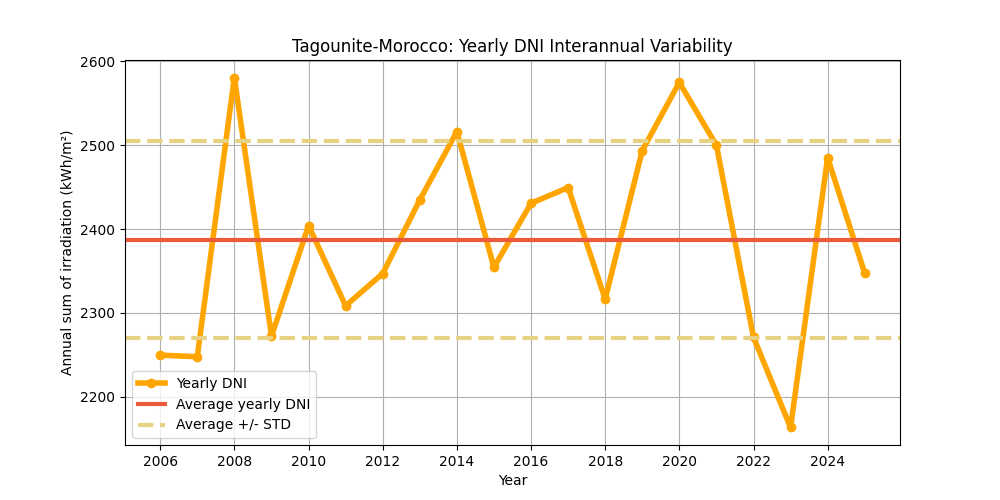 Tagounite-Morocco: Yearly DNI Interannual Variability
Annual sum of irradiation (kWh/m²)
2600
2500
2400
2300
2200
Yearly DNI
Average yearly DNI
Average +/- STD
2006 2008 2010 2012 2014 2016 2018 2020 2022 2024
Year